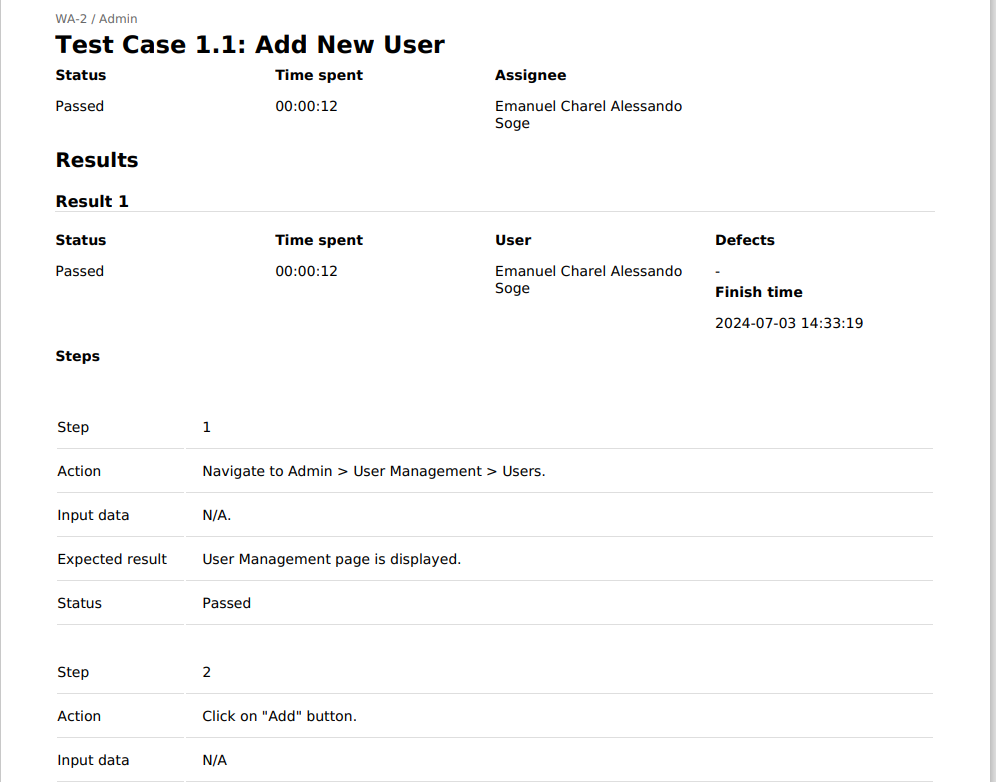 WA-2 / Admin
Test Case 1.1: Add New User
Status Time spent Assignee
Passed 00:00:12 Emanuel Charel Alessando
Soge
Results
Result 1
Status Time spent User Defects
Passed 00:00:12 Emanuel Charel Alessando -
Soge Finish time
2024-07-03 14:33:19
Steps
Step 1
Action Navigate to Admin > User Management > Users.
Input data N/A.
Expected result User Management page is displayed.
Status Passed
Step 2
Action Click on "Add" button.
Input data N/A